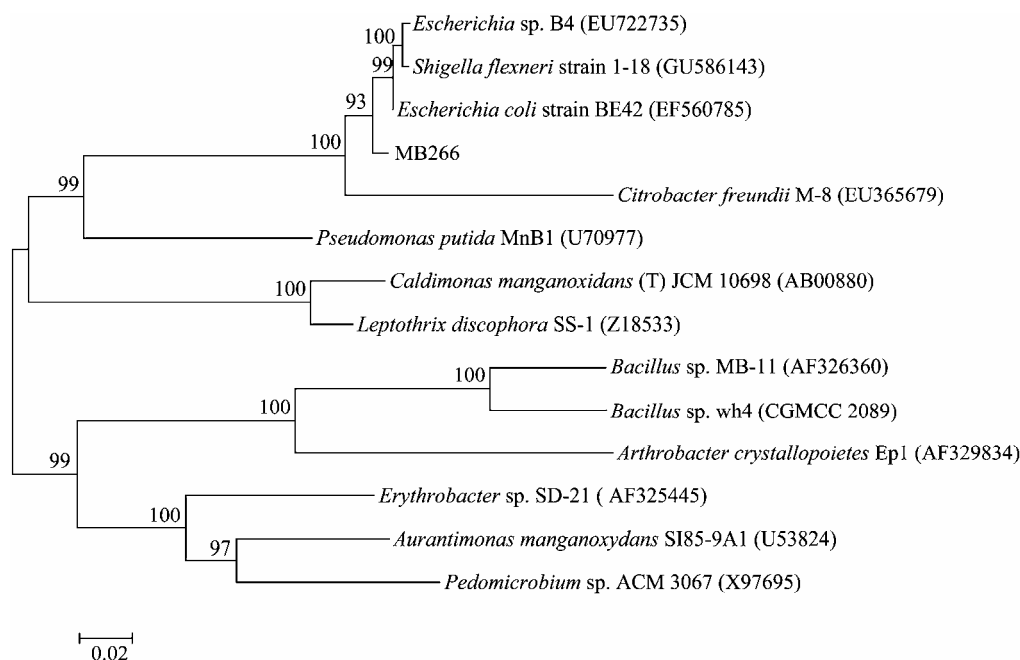 Escherichia sp. B4 (EU722735)
100
Shigella flexneri strain 1-18 (GU586143)
99
Escherichia coli strain BE42 (EF560785)
93
MB266
100
Citrobacter freundii M-8 (EU365679)
99
Pseudomonas putida MnB1 (U70977)
Caldimonas manganoxidans (T) JCM 10698 (AB00880)
100
Leptothrix discophora SS-1 (Z18533)
Bacillus sp. MB-11 (AF326360)
100
Bacillus sp. wh4 (CGMCC 2089)
100
Arthrobacter crystallopoietes Ep1 (AF329834)
99
Erythrobacter sp. SD-21 ( AF325445)
100
Aurantimonas manganoxydans SI85-9A1 (U53824)
97
Pedomicrobium sp. ACM 3067 (X97695)
0.02